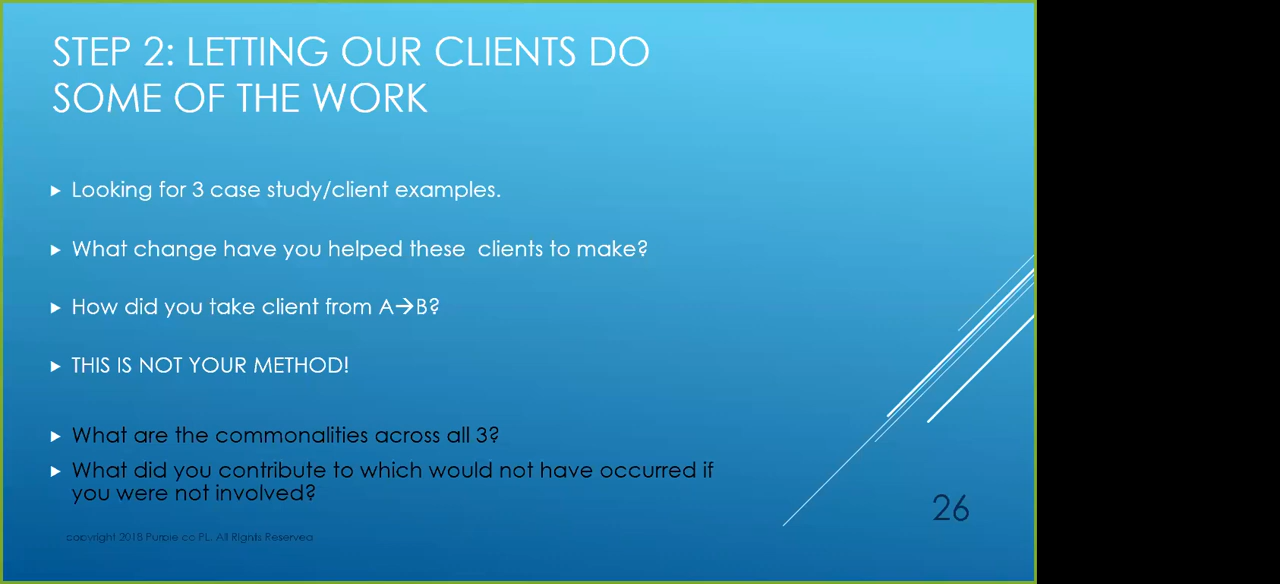 STEP 2: LETTING OUR CLIENTS DO
SOME OF THE WORK
Looking for 3 case study/client examples.
What change have you helped these  clients to make?
How did you take client from A→B?
THIS IS NOT YOUR METHOD!
What are the commonalities across all 3?
What did you contribute to which would not have occurred if
you were not involved?
26
copyright 2018 Purple co PL. All Rights Reserved